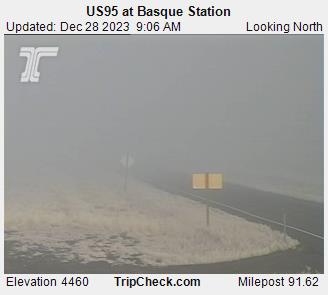 US95 at Basque Station
Updated: Dec 28 2023 9:06 AM Looking North
Elevation 4460 TripCheck.com Milepost 91.62